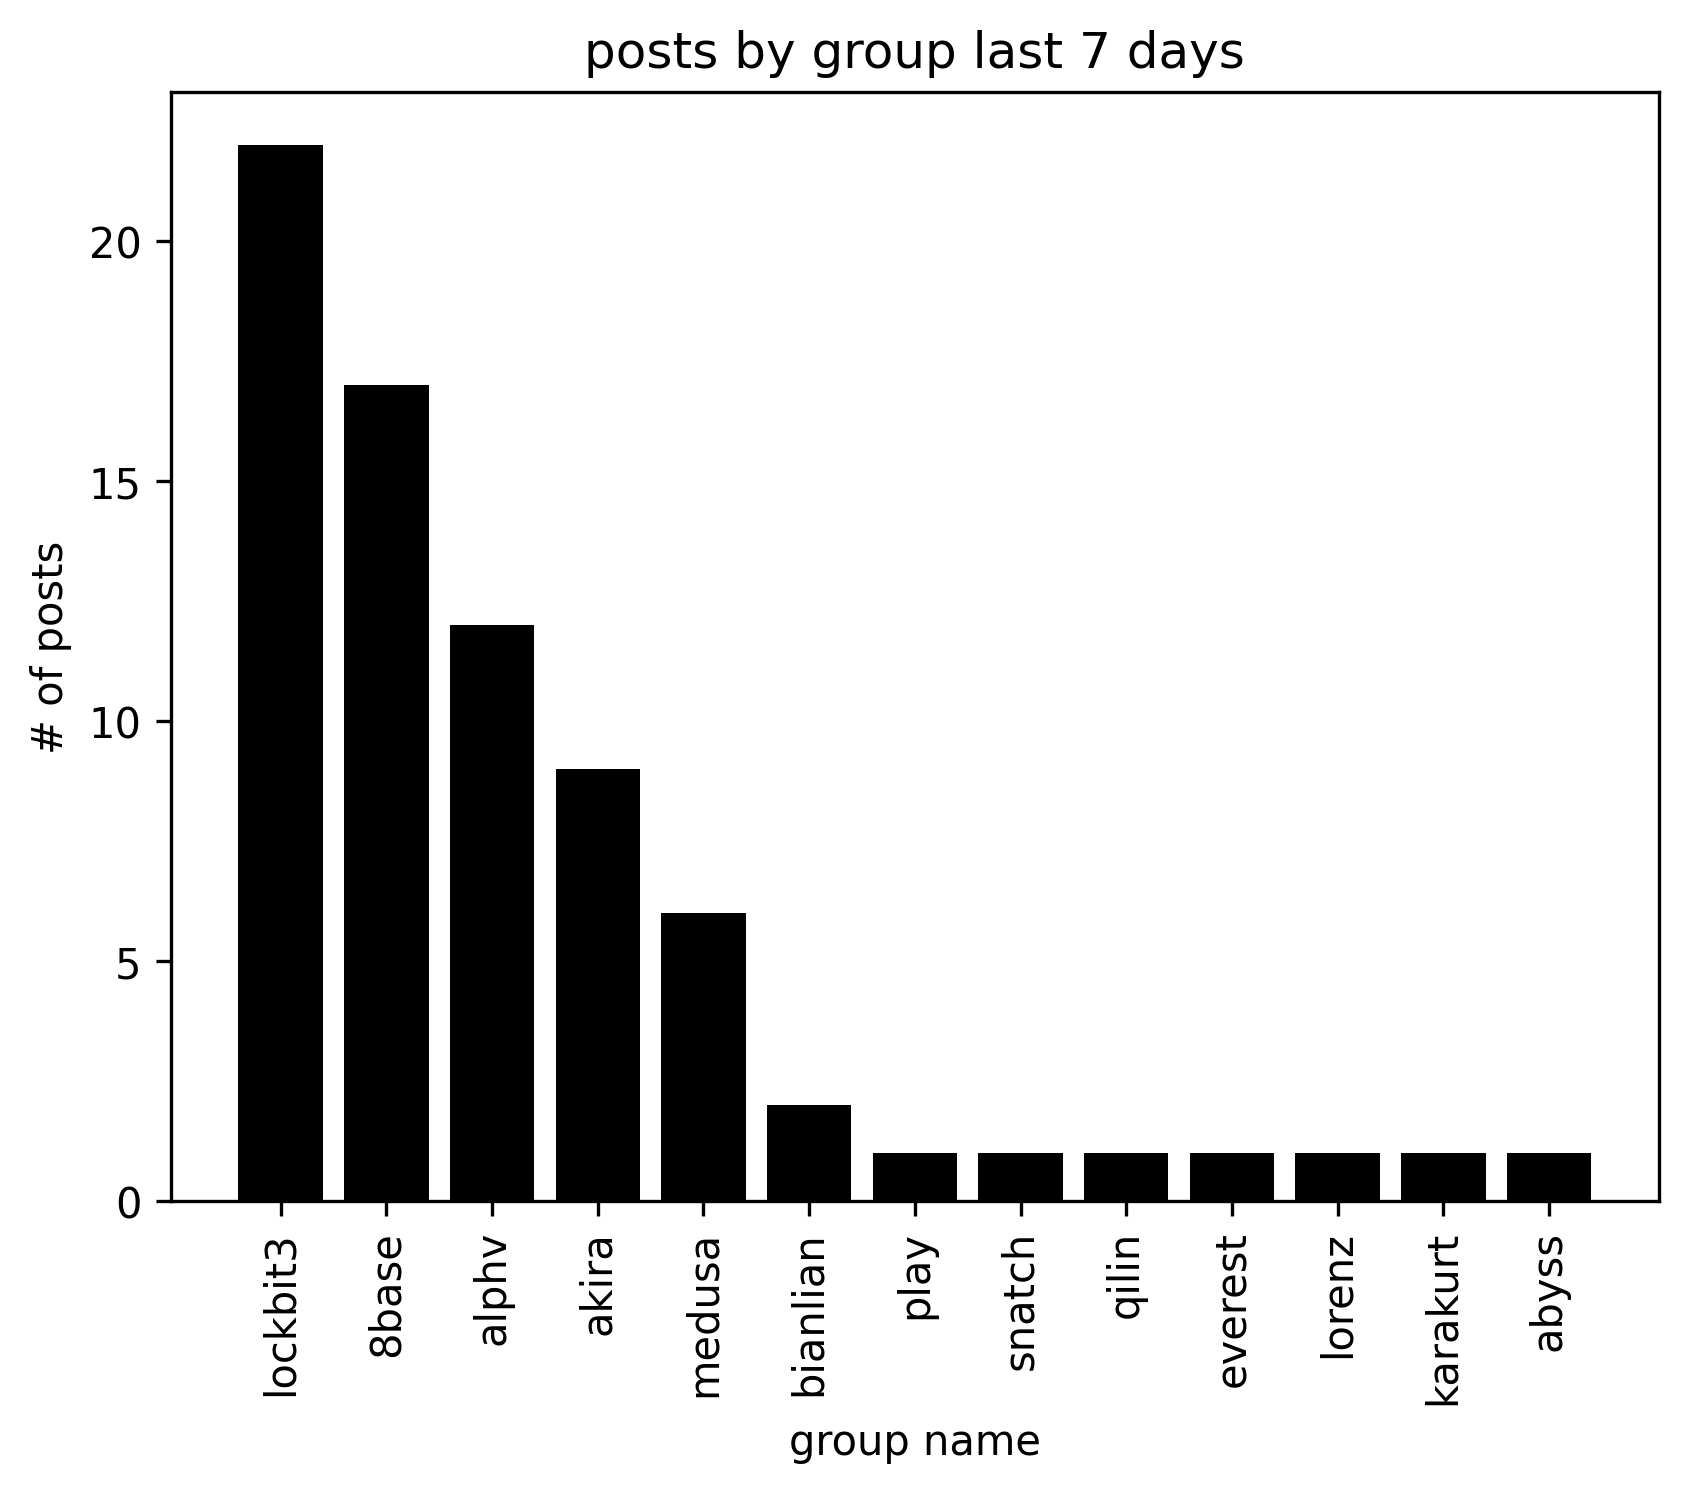 posts by group last 7 days
# of posts
20
15
10
5
0
lockbit3
8base
alphv
akira
medusa
bianlian
play
snatch
qilin
everest
lorenz
karakurt
abyss
group name